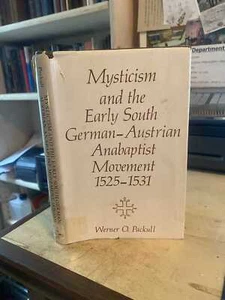 Mysticism
and the
Early South
German–Austrian
Anabaptist
Movement
1525–1531
Werner O. Packull
Department